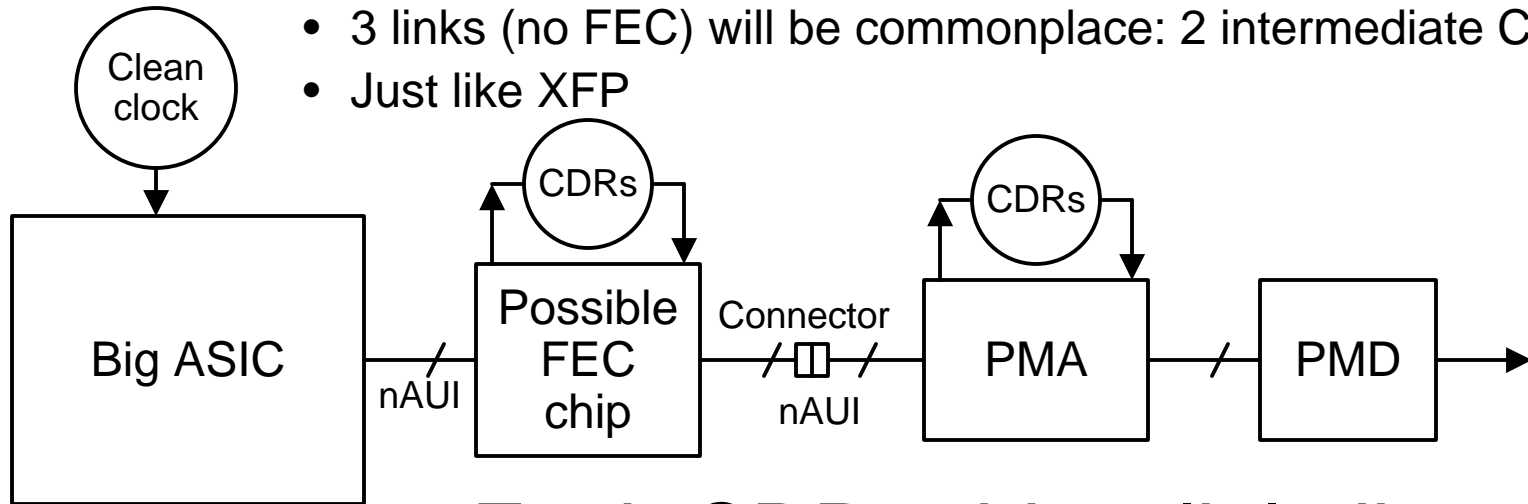 • 3 links (no FEC) will be commonplace: 2 intermediate
• Just like XFP
Clean
clock
CDRs
CDRs
Big ASIC
nAUI
Possible
FEC
chip
Connector
nAUI
PMA
PMD